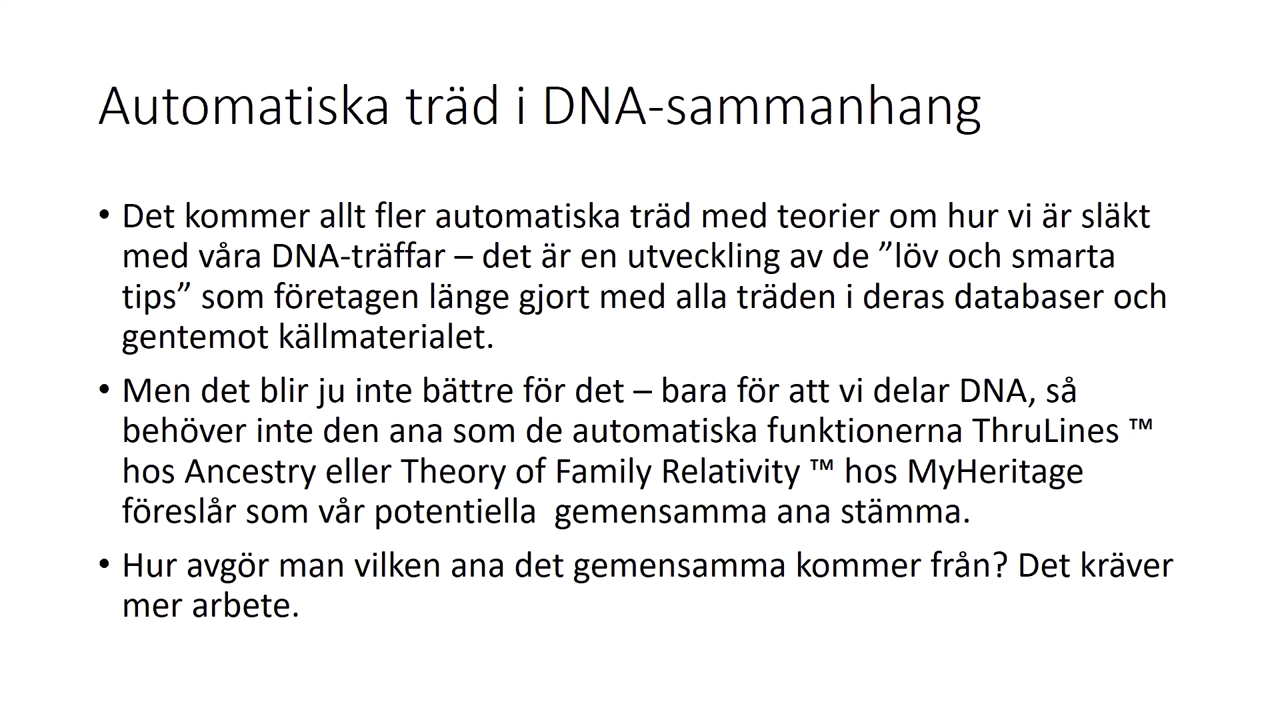 Automatiska träd i DNA-sammanhang
• Det kommer allt fler automatiska träd med teorier om hur vi är släkt
med våra DNA-träffar – det är en utveckling av de ”löv och smarta
tips” som företagen länge gjort med alla träden i deras databaser och
gentemot källmaterialet.
• Men det blir ju inte bättre för det – bara för att vi delar DNA, så
behöver inte den ana som de automatiska funktionerna ThruLines ™
hos Ancestry eller Theory of Family Relativity ™ hos MyHeritage
föreslår som vår potentiella  gemensamma ana stämma.
• Hur avgör man vilken ana det gemensamma kommer från? Det kräver
mer arbete.